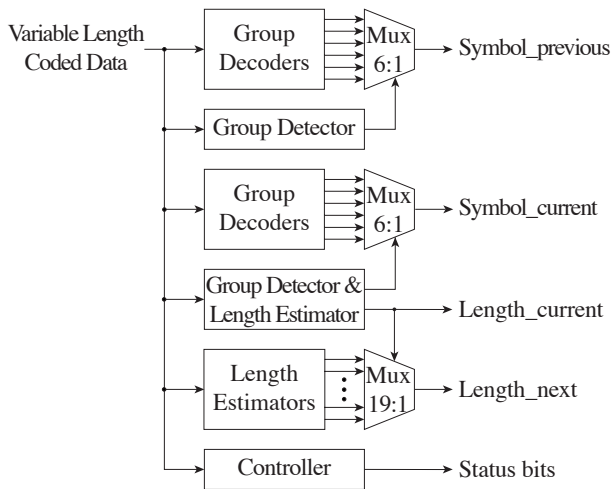 Variable Length
Coded Data
Group
Decoders
Mux
6:1
Symbol_previous
Group Detector
Group
Decoders
Mux
6:1
Symbol_current
Group Detector &
Length Estimator
Length_current
Length
Estimators
Mux
19:1
Length_next
Controller
Status bits